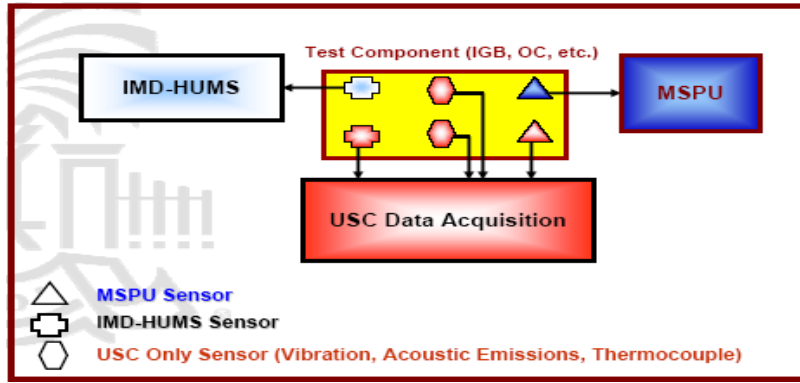 Test Component (IGB, OC, etc.)
IMD-HUMS
MSPU
USC Data Acquisition
MSPU Sensor
IMD-HUMS Sensor
USC Only Sensor (Vibration, Acoustic Emissions, Thermocouple)